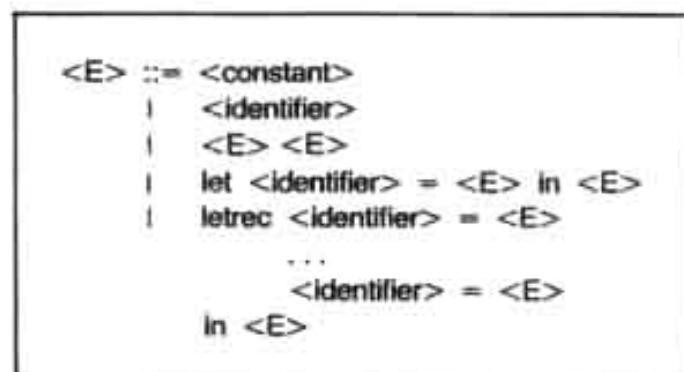 <E> ::= <constant>
| <identifier>
| <E> <E>
| let <identifier> = <E> in <E>
| letrec <identifier> = <E>
...
<identifier> = <E>
in <E>